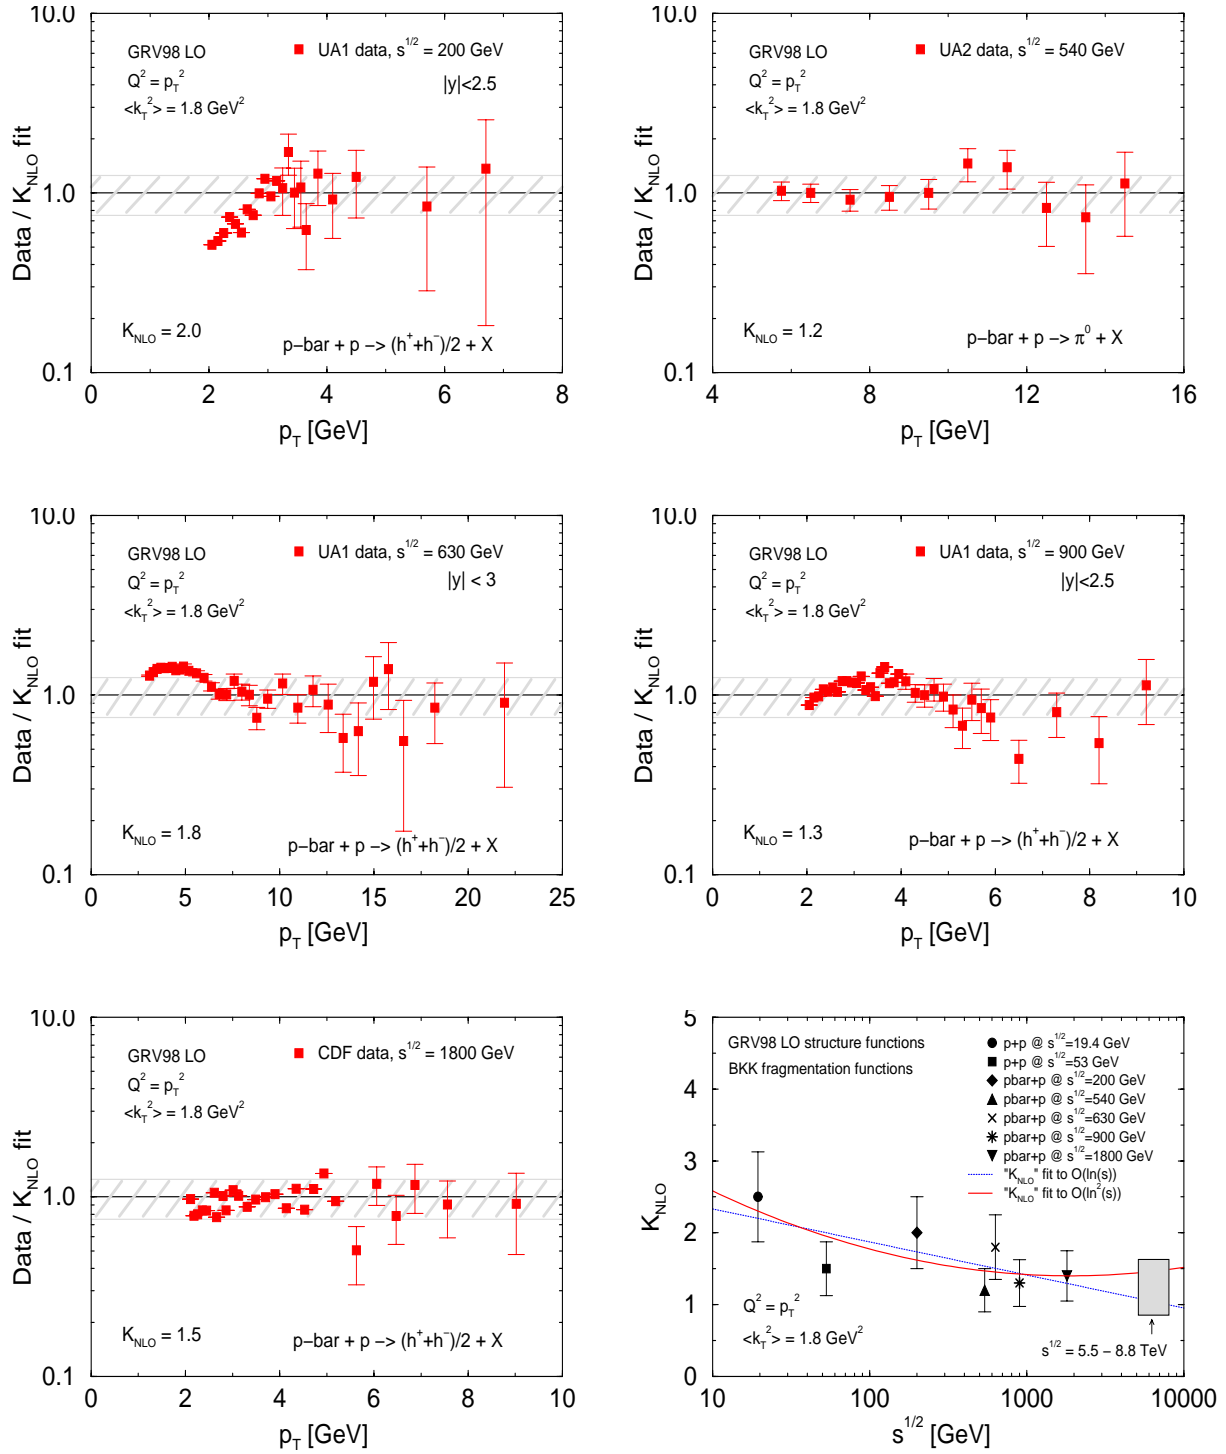 10.0
1.0
0.1
Data / K_NLO fit
GRV98 LO
Q² = p_T²
<k_T²> = 1.8 GeV²
UA1 data, s^1/2 = 200 GeV
|y|<2.5
K_NLO = 2.0
p−bar + p −> (h⁺+h⁻)/2 + X
0 2 4 6 8
p_T [GeV]
10.0
1.0
0.1
Data / K_NLO fit
GRV98 LO
Q² = p_T²
<k_T²> = 1.8 GeV²
UA2 data, s^1/2 = 540 GeV
K_NLO = 1.2
p−bar + p −> π⁰ + X
4 8 12 16
p_T [GeV]
10.0
1.0
0.1
Data / K_NLO fit
GRV98 LO
Q² = p_T²
<k_T²> = 1.8 GeV²
UA1 data, s^1/2 = 630 GeV
|y| < 3
K_NLO = 1.8
p−bar + p −> (h⁺+h⁻)/2 + X
0 5 10 15 20 25
p_T [GeV]
10.0
1.0
0.1
Data / K_NLO fit
GRV98 LO
Q² = p_T²
<k_T²> = 1.8 GeV²
UA1 data, s^1/2 = 900 GeV
|y|<2.5
K_NLO = 1.3
p−bar + p −> (h⁺+h⁻)/2 + X
0 2 4 6 8 10
p_T [GeV]
10.0
1.0
0.1
Data / K_NLO fit
GRV98 LO
Q² = p_T²
<k_T²> = 1.8 GeV²
CDF data, s^1/2 = 1800 GeV
K_NLO = 1.5
p−bar + p −> (h⁺+h⁻)/2 + X
0 2 4 6 8 10
p_T [GeV]
5
4
3
2
1
0
K_NLO
GRV98 LO structure functions
BKK fragmentation functions
p+p @ s^1/2=19.4 GeV
p+p @ s^1/2=53 GeV
pbar+p @ s^1/2=200 GeV
pbar+p @ s^1/2=540 GeV
pbar+p @ s^1/2=630 GeV
pbar+p @ s^1/2=900 GeV
pbar+p @ s^1/2=1800 GeV
"K_NLO" fit to O(ln(s))
"K_NLO" fit to O(ln²(s))
Q² = p_T²
<k_T²> = 1.8 GeV²
s^1/2 = 5.5 − 8.8 TeV
10 100 1000 10000
s^1/2 [GeV]